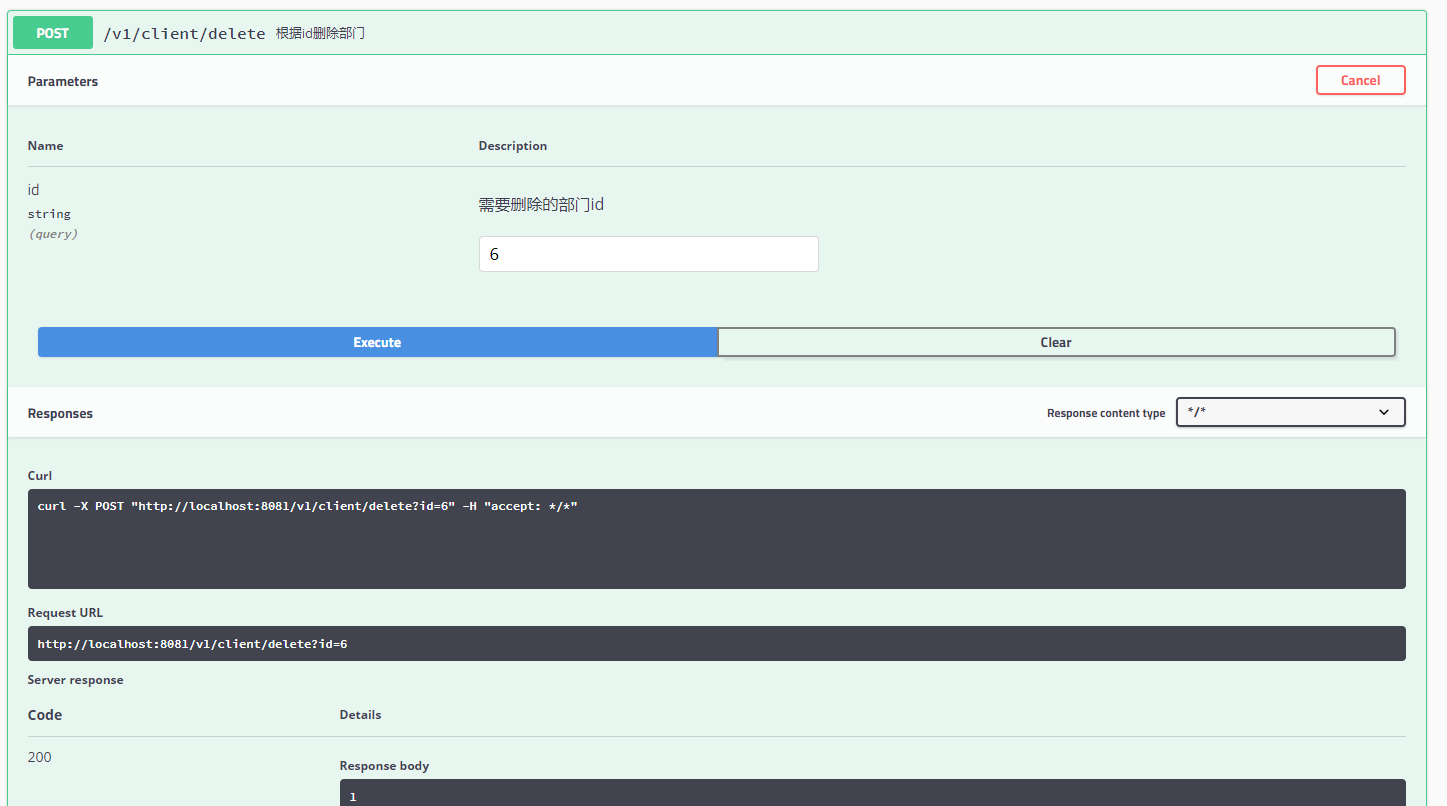 POST /v1/client/delete 根据id删除部门
Parameters Cancel
Name Description
id
string
(query)
需要删除的部门id
6
Execute Clear
Responses Response content type */*
Curl
curl -X POST "http://localhost:8081/v1/client/delete?id=6" -H "accept: */*"
Request URL
http://localhost:8081/v1/client/delete?id=6
Server response
Code Details
200
Response body
1